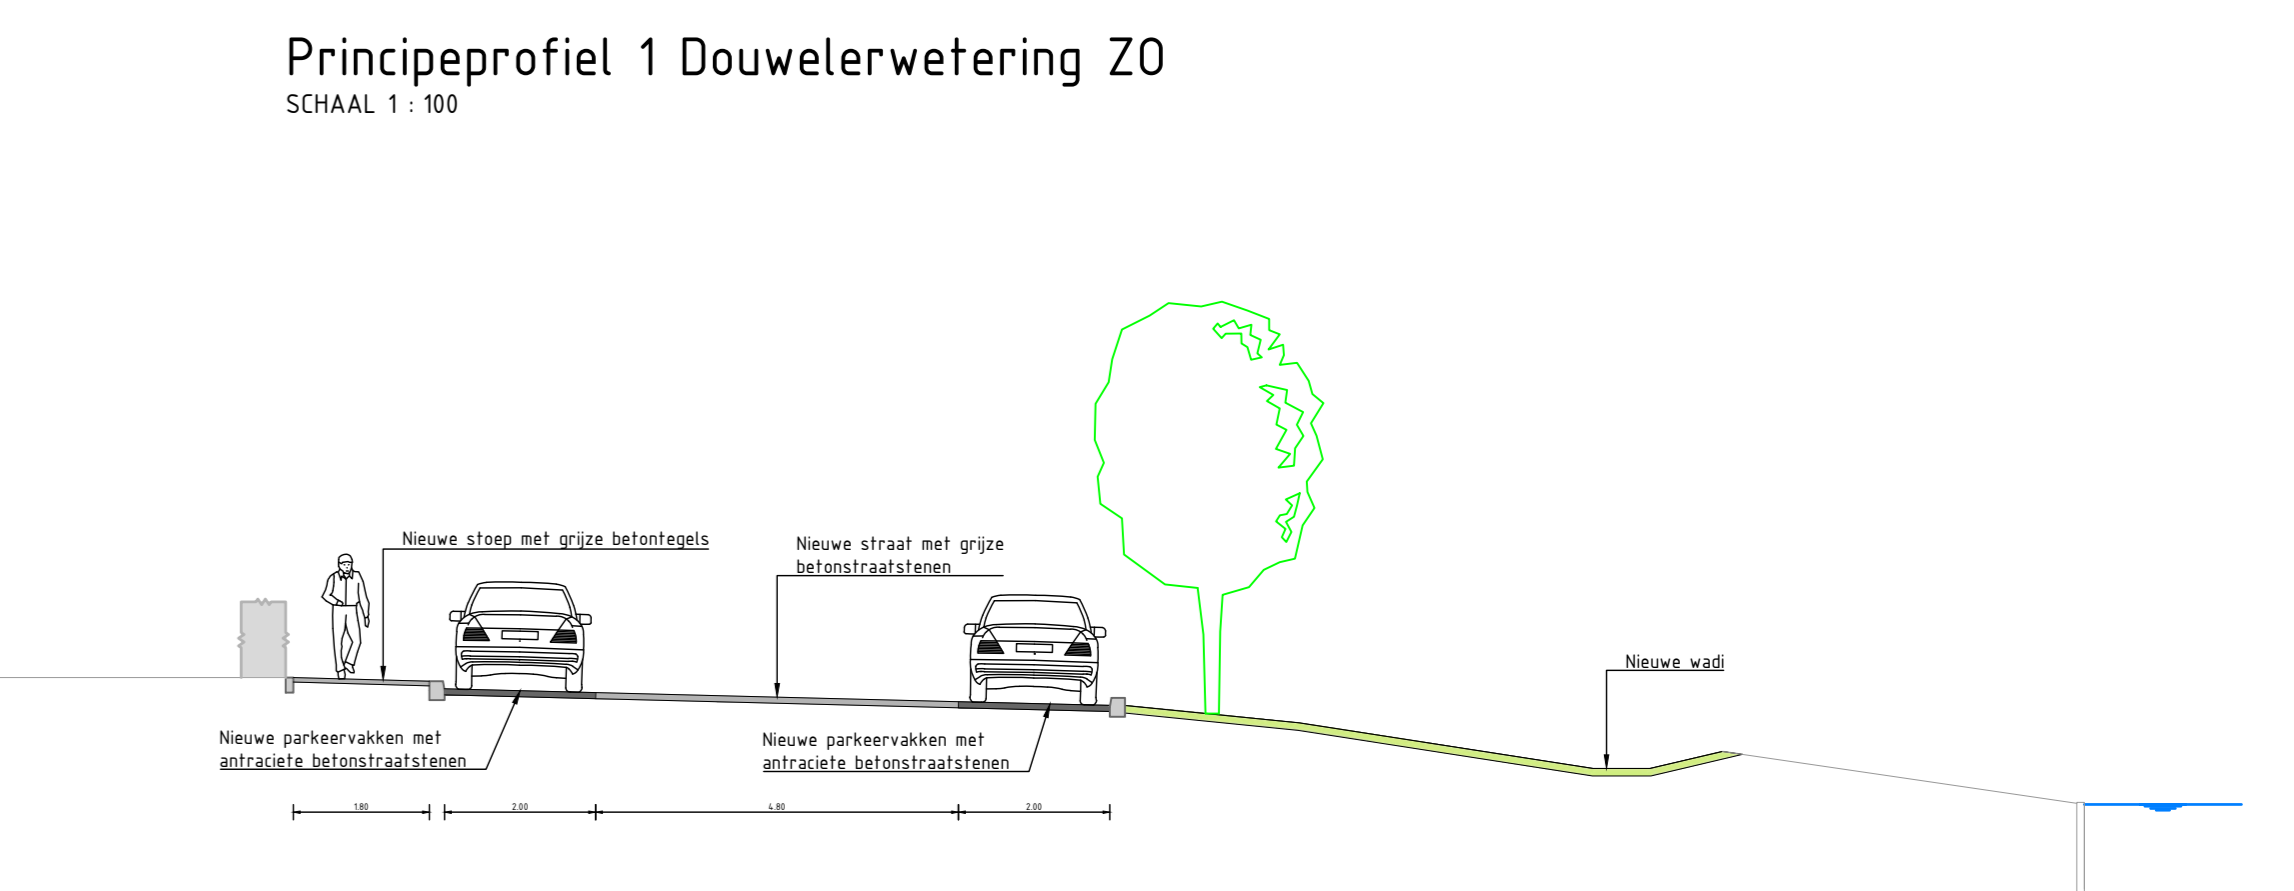 Principeprofiel 1 Douwelerwetering ZO
SCHAAL 1 : 100
Nieuwe stoep met grijze betontegels
Nieuwe straat met grijze
betonstraatstenen
Nieuwe wadi
Nieuwe parkeervakken met
antraciete betonstraatstenen
Nieuwe parkeervakken met
antraciete betonstraatstenen
1.80
2.00
4.80
2.00